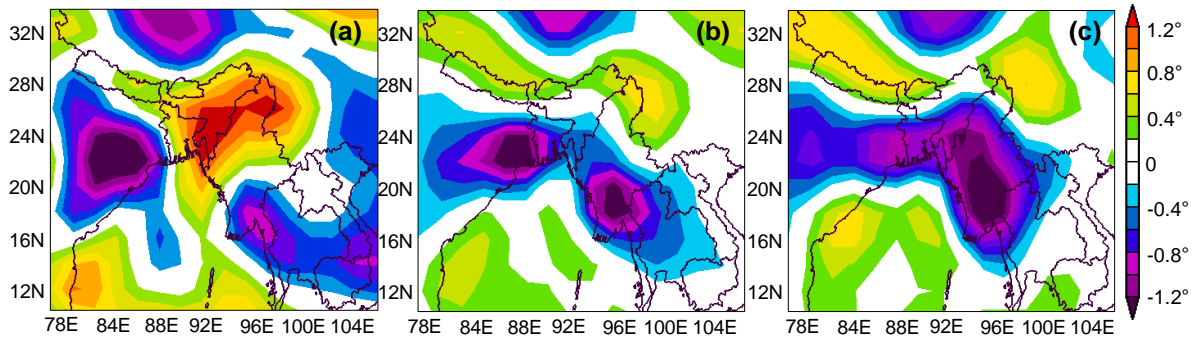 (a) (b) (c)
32N 28N 24N 20N 16N 12N
32N 28N 24N 20N 16N 12N
32N 28N 24N 20N 16N 12N
78E 84E 88E 92E 96E 100E 104E
78E 84E 88E 92E 96E 100E 104E
78E 84E 88E 92E 96E 100E 104E
1.2°
0.8°
0.4°
0
-0.4°
-0.8°
-1.2°